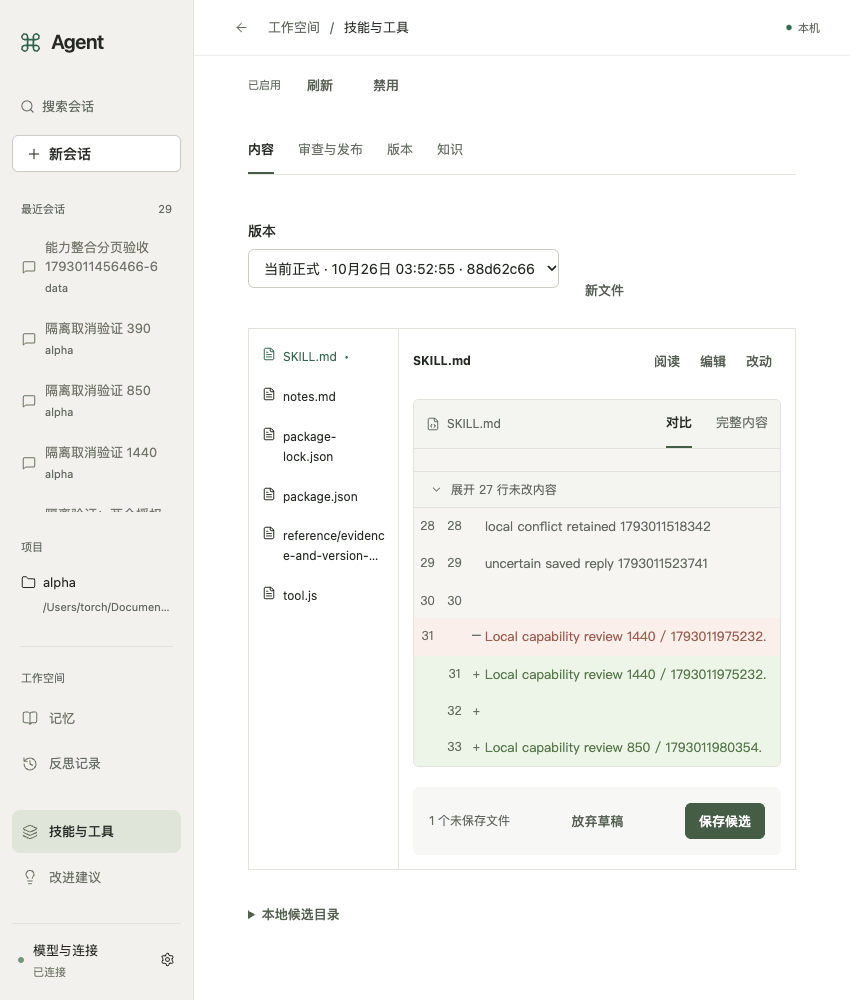 Agent
搜索会话
新会话
最近会话 29
能力整合分页验收
1793011456466-6
data
隔离取消验证 390
alpha
隔离取消验证 850
alpha
隔离取消验证 1440
alpha
项目
alpha
/Users/torch/Documen...
工作空间
记忆
反思记录
技能与工具
改进建议
模型与连接
已连接
工作空间 / 技能与工具
本机
已启用 刷新 禁用
内容 审查与发布 版本 知识
版本
当前正式 · 10月26日 03:52:55 · 88d62c66
新文件
SKILL.md •
notes.md
package-
lock.json
package.json
reference/evidenc
e-and-version-...
tool.js
SKILL.md 阅读 编辑 改动
SKILL.md 对比 完整内容
展开 27 行未改内容
28 28 local conflict retained 1793011518342
29 29 uncertain saved reply 1793011523741
30 30
31 − Local capability review 1440 / 1793011975232.
31 + Local capability review 1440 / 1793011975232.
32 +
33 + Local capability review 850 / 1793011980354.
1 个未保存文件 放弃草稿 保存候选
本地候选目录